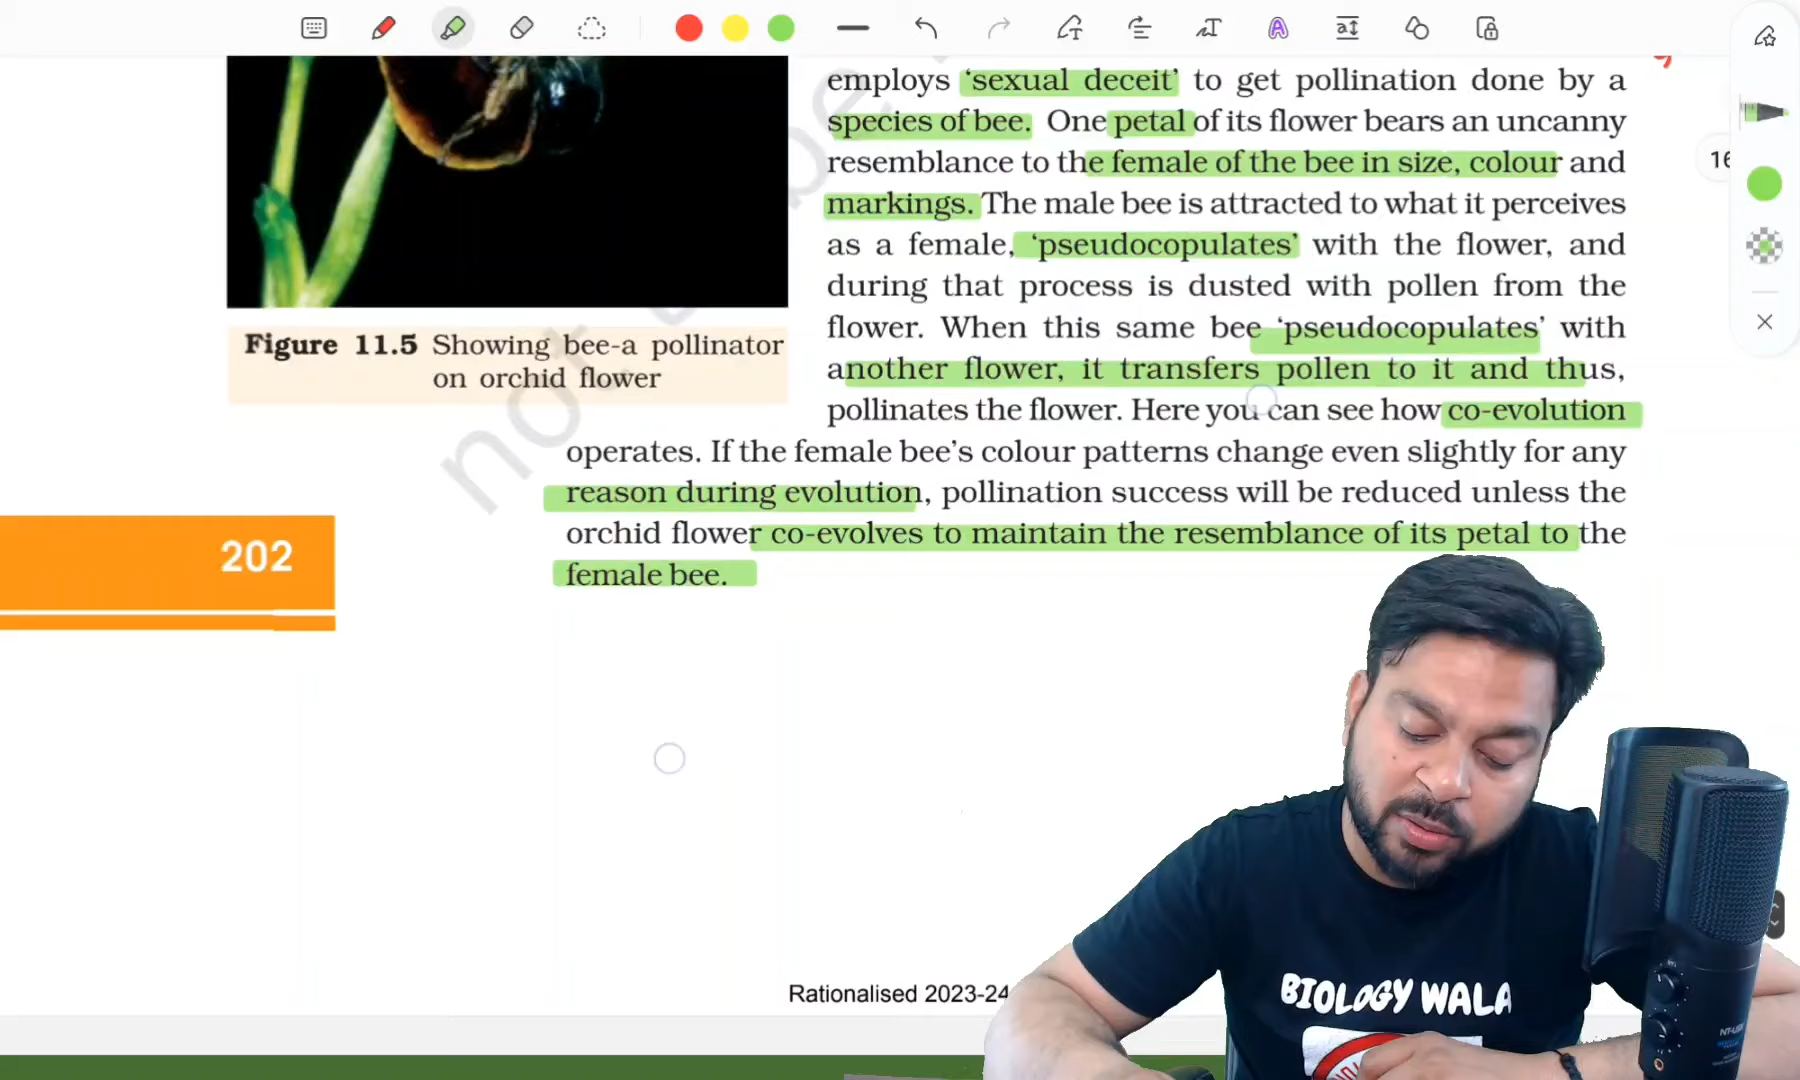 employs ‘sexual deceit’ to get pollination done by a
species of bee. One petal of its flower bears an uncanny
resemblance to the female of the bee in size, colour and
markings. The male bee is attracted to what it perceives
as a female, ‘pseudocopulates’ with the flower, and
during that process is dusted with pollen from the
flower. When this same bee ‘pseudocopulates’ with
another flower, it transfers pollen to it and thus,
pollinates the flower. Here you can see how co-evolution
operates. If the female bee’s colour patterns change even slightly for any
reason during evolution, pollination success will be reduced unless the
orchid flower co-evolves to maintain the resemblance of its petal to the
female bee.
Figure 11.5 Showing bee-a pollinator
on orchid flower
202
16
not
be
Rationalised 2023-24
BIOLOGY WALA